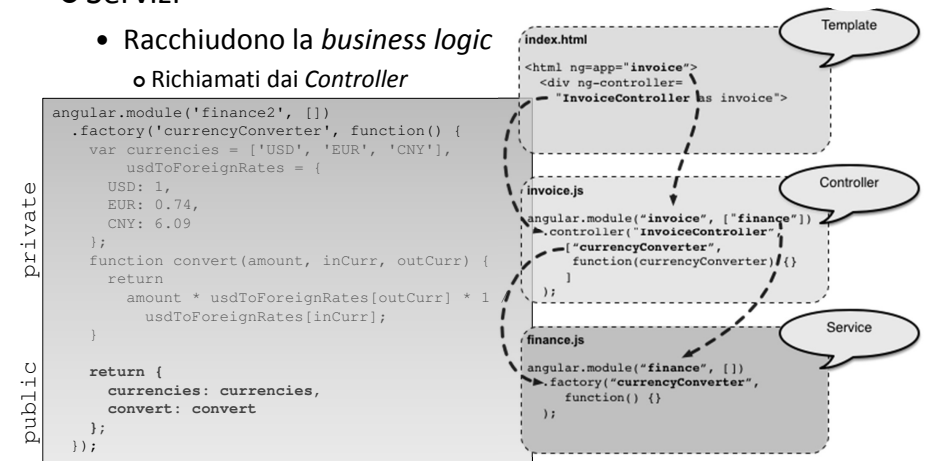 Servizi
• Racchiudono la business logic
o Richiamati dai Controller
private
public
angular.module('finance2', [])
.factory('currencyConverter', function() {
var currencies = ['USD', 'EUR', 'CNY'],
usdToForeignRates = {
USD: 1,
EUR: 0.74,
CNY: 6.09
};
function convert(amount, inCurr, outCurr) {
return
amount * usdToForeignRates[outCurr] * 1
usdToForeignRates[inCurr];
}
return {
currencies: currencies,
convert: convert
};
});
Template
index.html
<html ng=app="invoice">
<div ng-controller=
"InvoiceController as invoice">
Controller
invoice.js
angular.module("invoice", ["finance"])
.controller("InvoiceController",
["currencyConverter",
function(currencyConverter) {}
]
);
Service
finance.js
angular.module("finance", [])
.factory("currencyConverter",
function() {}
);